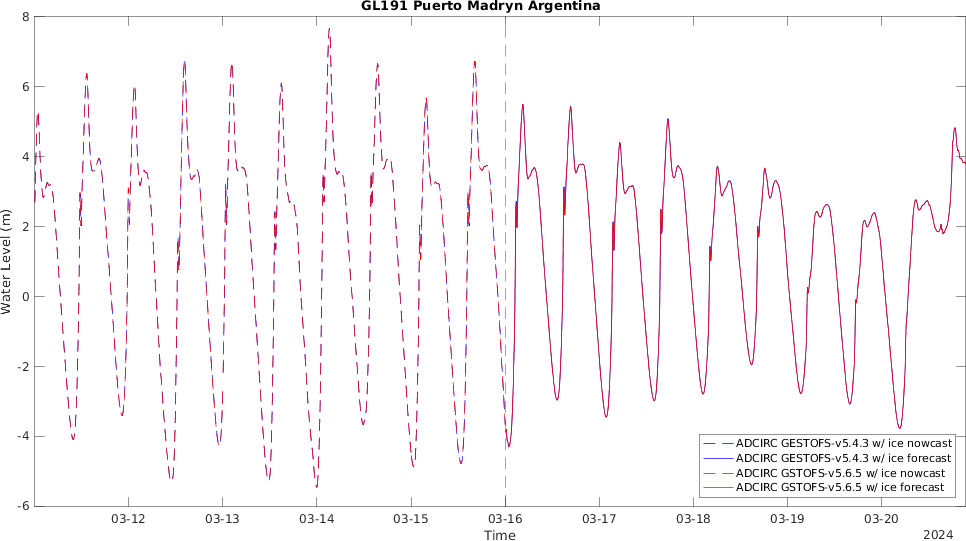 GL191 Puerto Madryn Argentina
8
6
4
2
0
-2
-4
-6
Water Level (m)
ADCIRC GESTOFS-v5.4.3 w/ ice nowcast
ADCIRC GESTOFS-v5.4.3 w/ ice forecast
ADCIRC GSTOFS-v5.6.5 w/ ice nowcast
ADCIRC GSTOFS-v5.6.5 w/ ice forecast
03-12 03-13 03-14 03-15 03-16 03-17 03-18 03-19 03-20
Time
2024